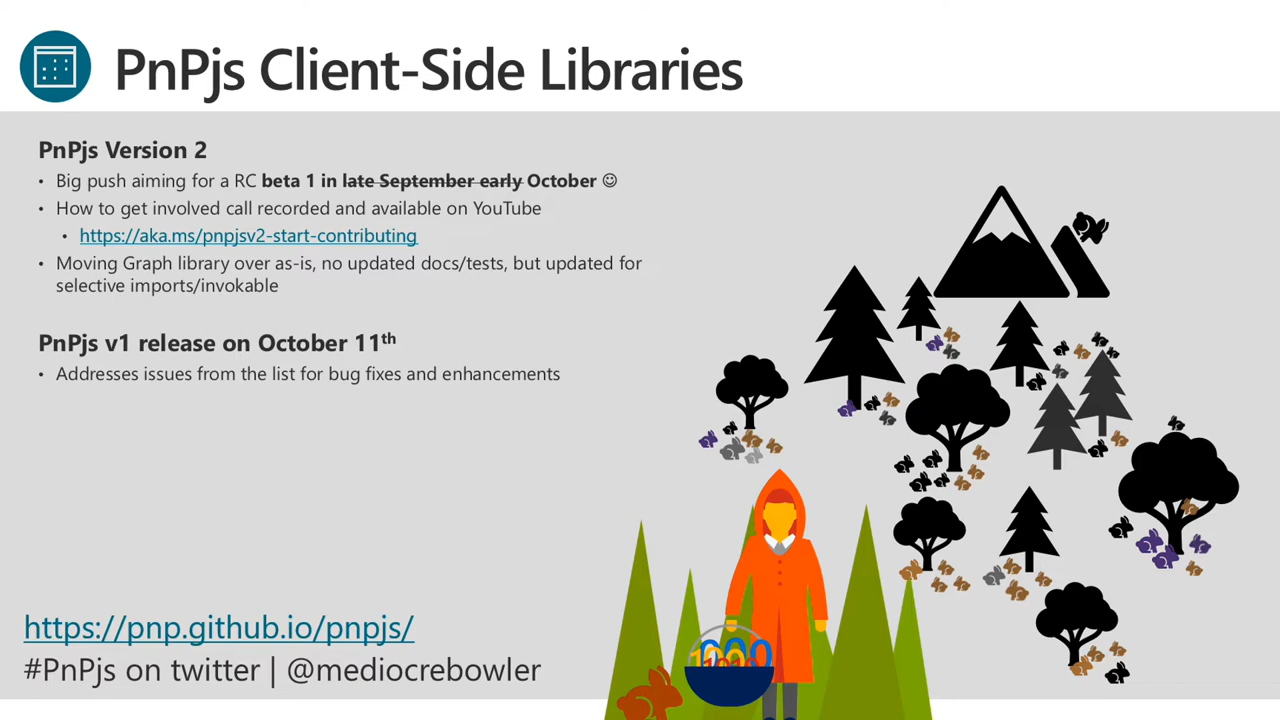 PnPjs Client-Side Libraries
PnPjs Version 2
• Big push aiming for a RC beta 1 in late September early October ☺
• How to get involved call recorded and available on YouTube
• https://aka.ms/pnpjsv2-start-contributing
• Moving Graph library over as-is, no updated docs/tests, but updated for
selective imports/invokable
PnPjs v1 release on October 11th
• Addresses issues from the list for bug fixes and enhancements
https://pnp.github.io/pnpjs/
#PnPjs on twitter | @mediocrebowler